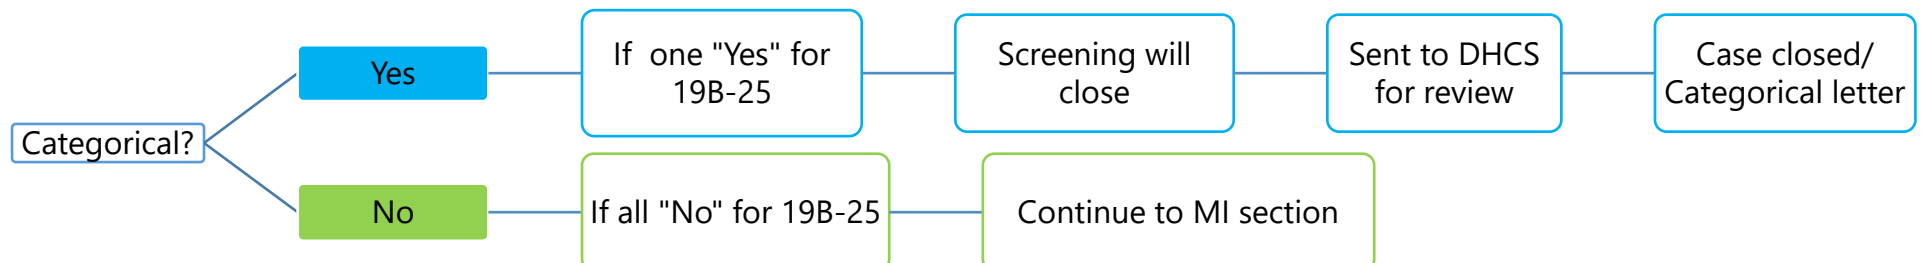 Categorical?
Yes
If one "Yes" for
19B-25
Screening will
close
Sent to DHCS
for review
Case closed/
Categorical letter
No
If all "No" for 19B-25
Continue to MI section